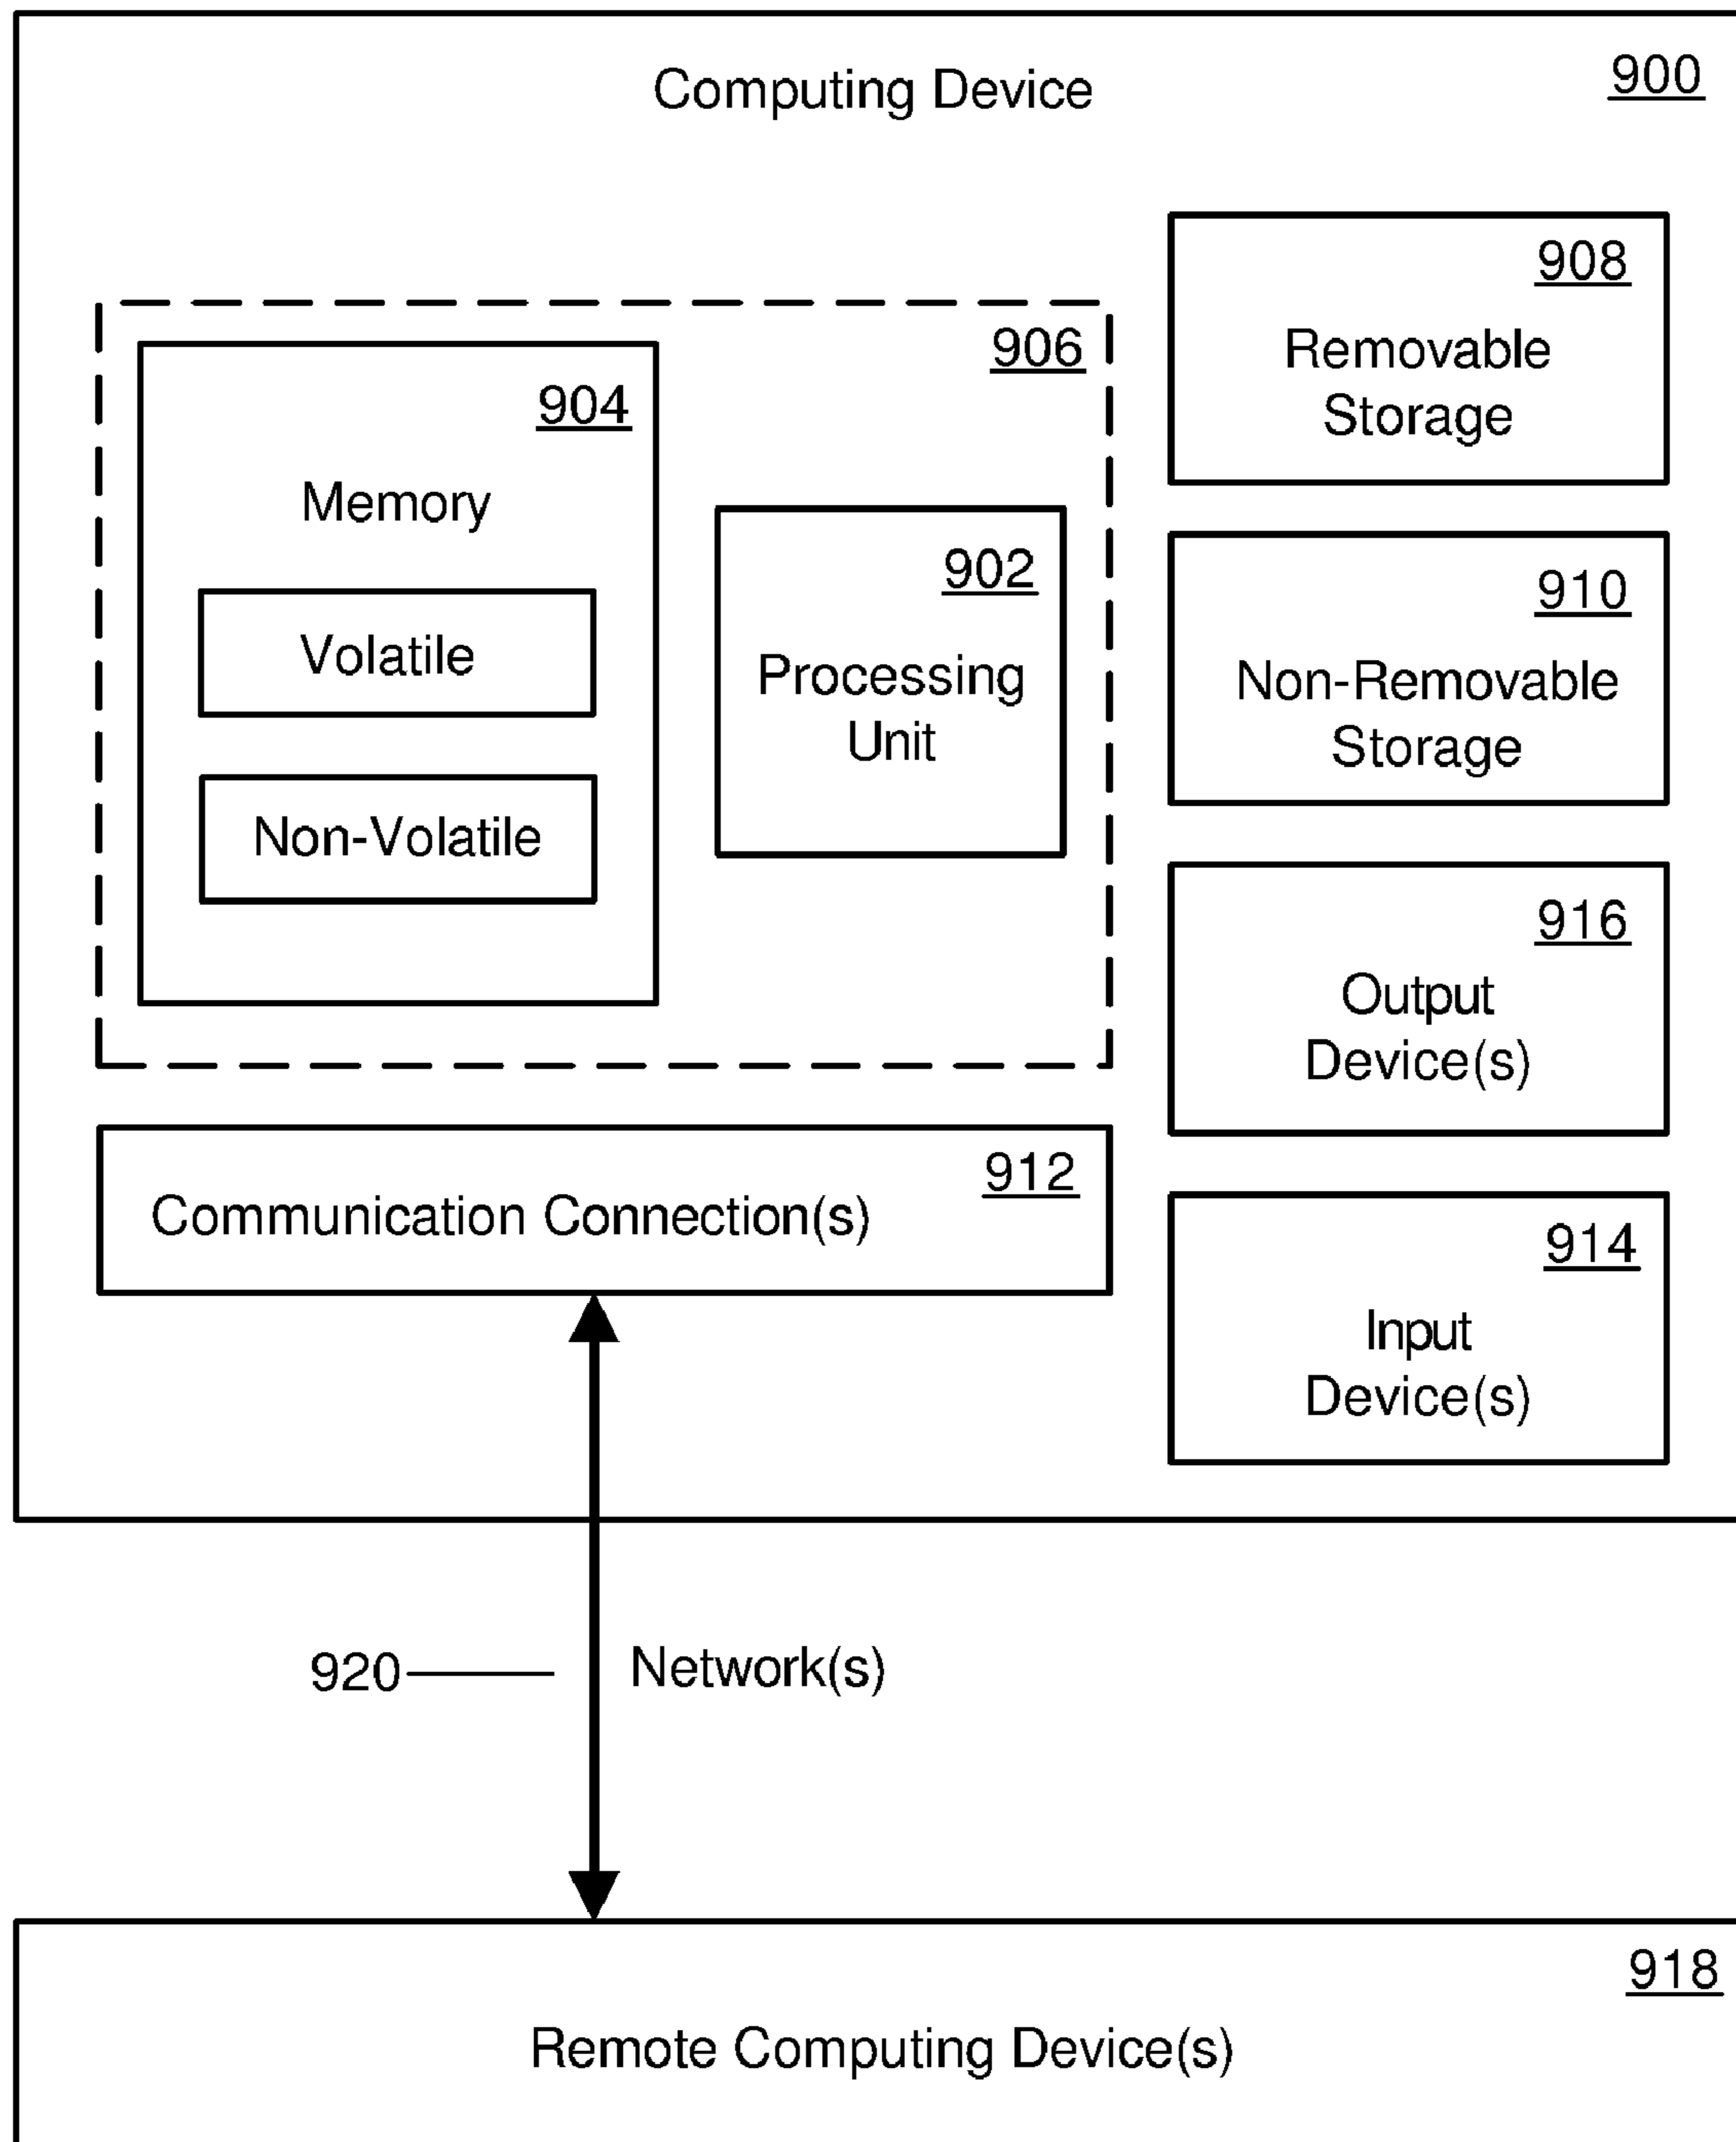 Computing Device
900
906
904
Memory
Volatile
Non-Volatile
902
Processing
Unit
908
Removable
Storage
910
Non-Removable
Storage
916
Output
Device(s)
912
Communication Connection(s)
914
Input
Device(s)
920
Network(s)
918
Remote Computing Device(s)